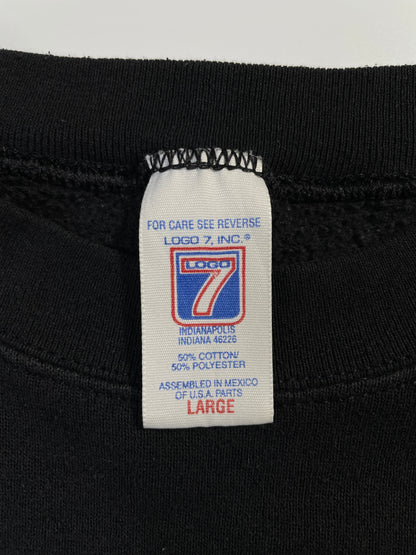 FOR CARE SEE REVERSE
LOGO 7, INC.®
LOGO
7
INDIANAPOLIS
INDIANA 46226
50% COTTON/
50% POLYESTER
ASSEMBLED IN MEXICO
OF U.S.A. PARTS
LARGE